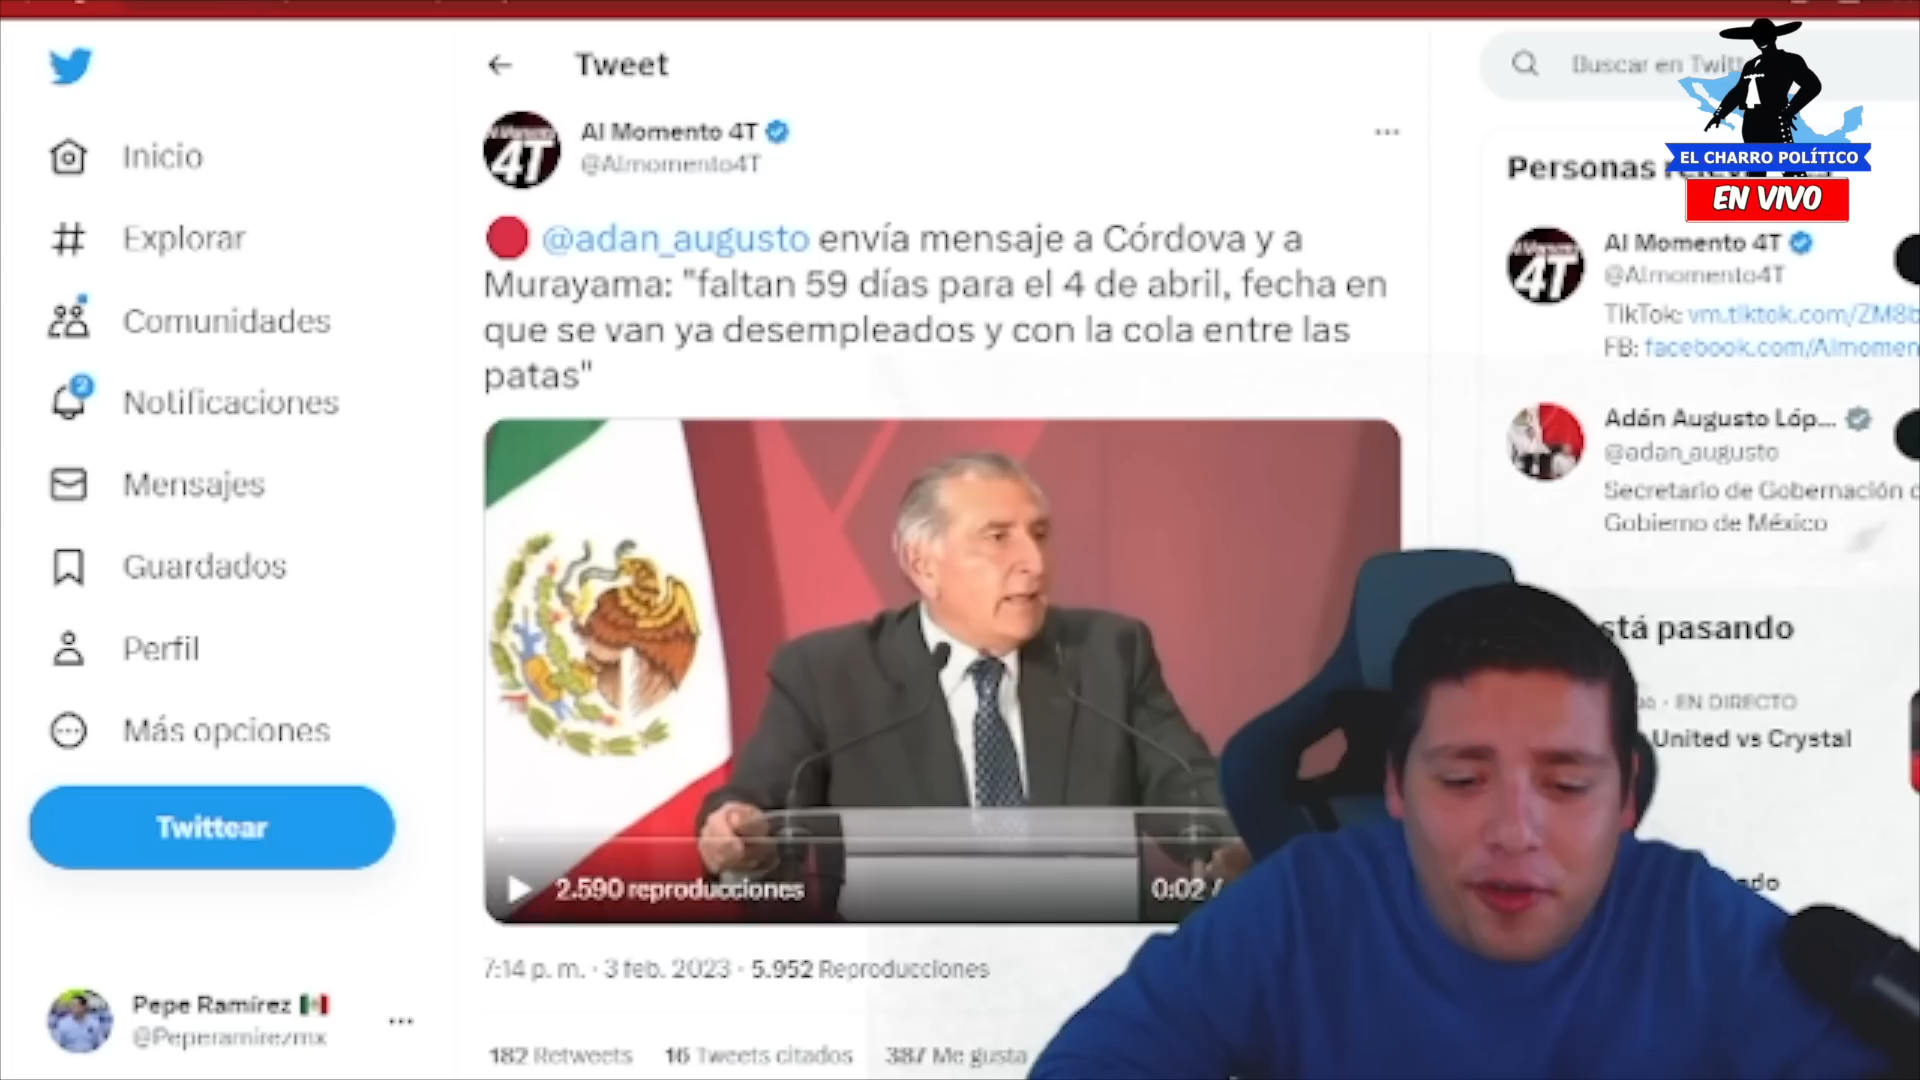 Tweet
Buscar en Twitt
EL CHARRO POLÍTICO
EN VIVO
Inicio
Explorar
Comunidades
Notificaciones
2
Mensajes
Guardados
Perfil
Más opciones
Twittear
Pepe Ramírez
@Peperamirezmx
Al Momento 4T
@Almomento4T
4T
@adan_augusto envía mensaje a Córdova y a
Murayama: "faltan 59 días para el 4 de abril, fecha en
que se van ya desempleados y con la cola entre las
patas"
2.590 reproducciones
0:02 /
7:14 p. m. · 3 feb. 2023 · 5.952 Reproducciones
182 Retweets 16 Tweets citados 387 Me gusta
Personas
Al Momento 4T
@Almomento4T
4T
TikTok: vm.tiktok.com/ZM8b
FB: facebook.com/Almomen
Adán Augusto Lóp...
@adan_augusto
Secretario de Gobernación
Gobierno de México
stá pasando
· EN DIRECTO
United vs Crystal